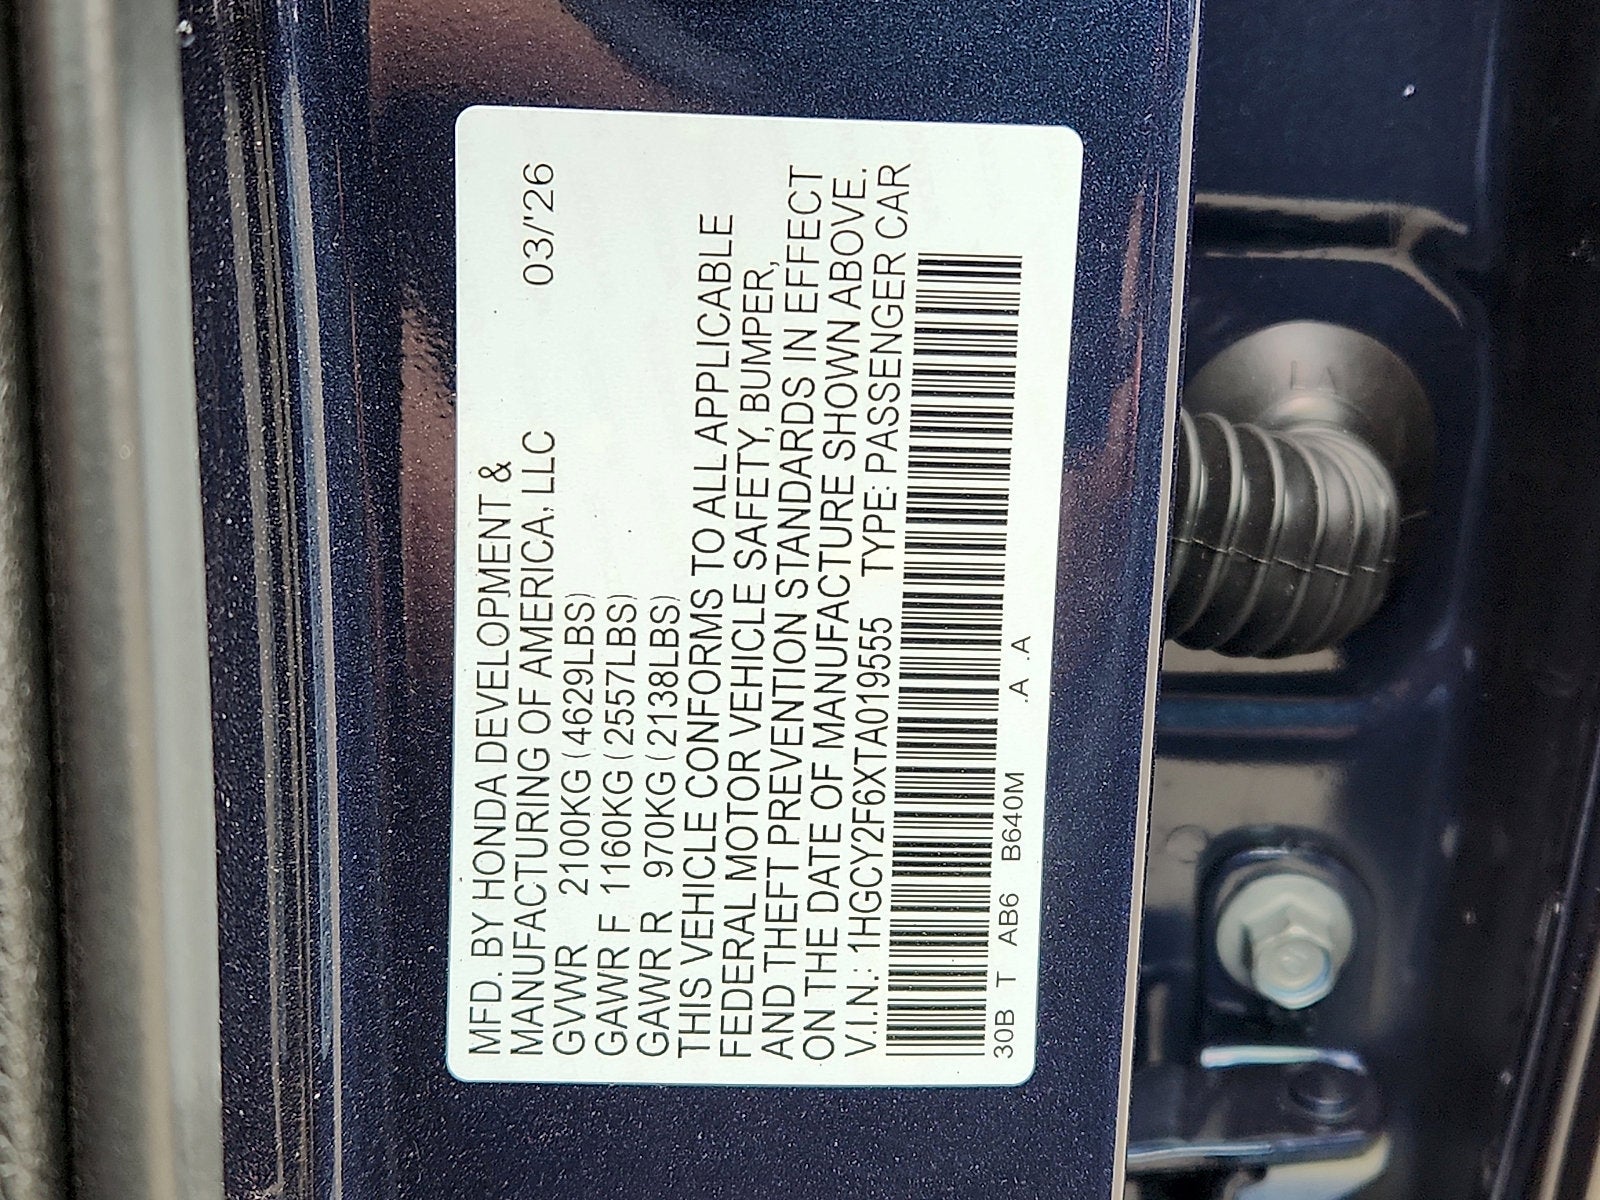 MFD. BY HONDA DEVELOPMENT &
MANUFACTURING OF AMERICA, LLC 03/'26
GVWR 2100KG (4629LBS)
GAWR F 1160KG (2557LBS)
GAWR R 970KG (2138LBS)
THIS VEHICLE CONFORMS TO ALL APPLICABLE
FEDERAL MOTOR VEHICLE SAFETY, BUMPER,
AND THEFT PREVENTION STANDARDS IN EFFECT
ON THE DATE OF MANUFACTURE SHOWN ABOVE.
V.I.N.: 1HGCY2F6XTA019555 TYPE: PASSENGER CAR
30B T AB6 B640M .A .A